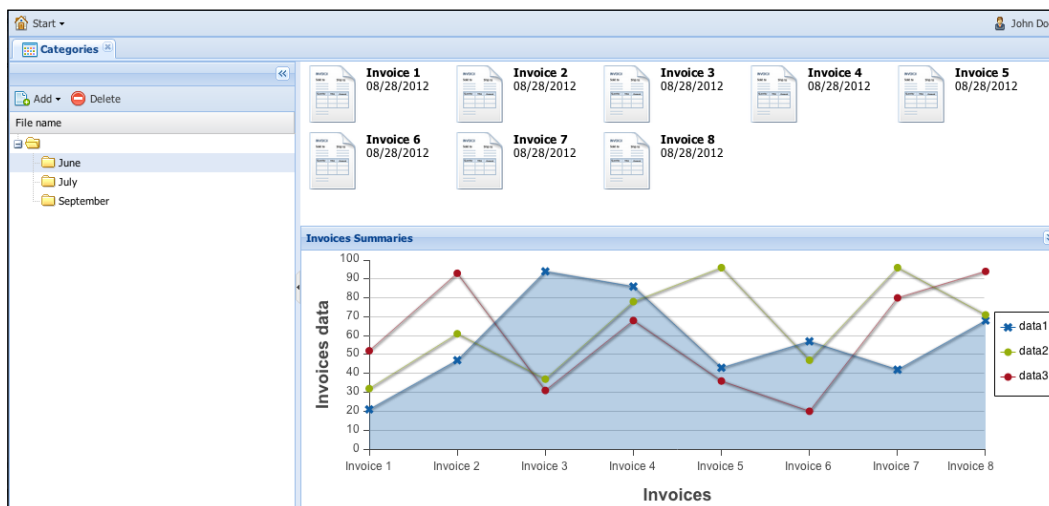 Start
John Do
Categories
Add
Delete
File name
June
July
September
Invoice 1
08/28/2012
Invoice 2
08/28/2012
Invoice 3
08/28/2012
Invoice 4
08/28/2012
Invoice 5
08/28/2012
Invoice 6
08/28/2012
Invoice 7
08/28/2012
Invoice 8
08/28/2012
Invoices Summaries
Invoices data
100
90
80
70
60
50
40
30
20
10
0
Invoice 1
Invoice 2
Invoice 3
Invoice 4
Invoice 5
Invoice 6
Invoice 7
Invoice 8
Invoices
data1
data2
data3